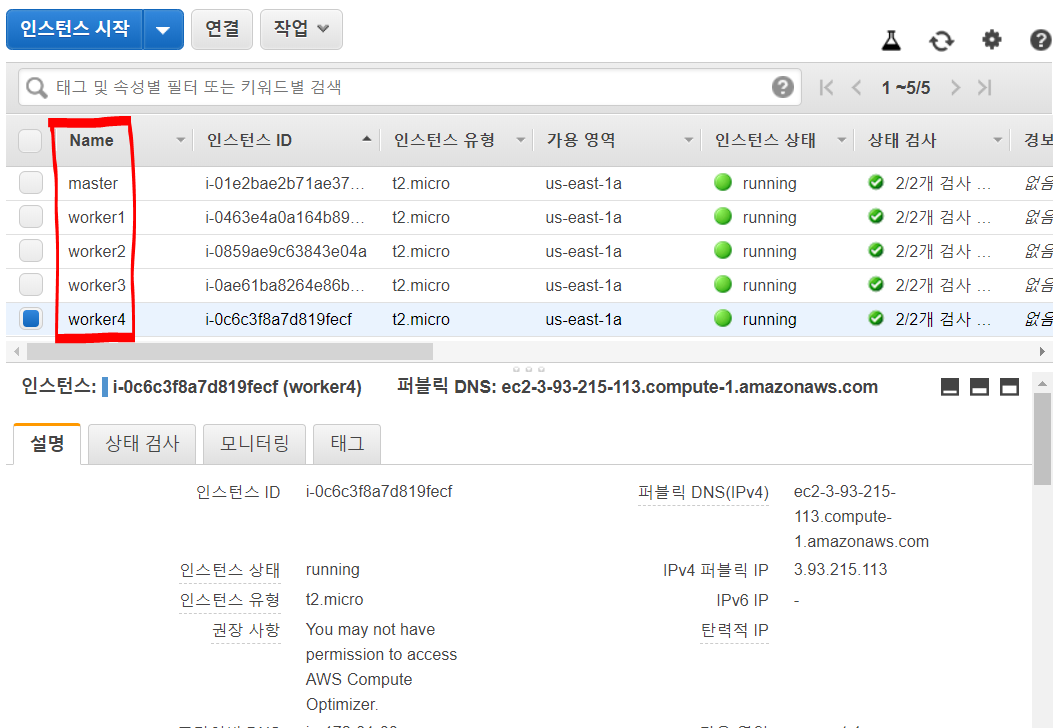 인스턴스 시작 연결 작업
태그 및 속성별 필터 또는 키워드별 검색 1 ~5/5
Name 인스턴스 ID 인스턴스 유형 가용 영역 인스턴스 상태 상태 검사 경보
master i-01e2bae2b71ae37… t2.micro us-east-1a running 2/2개 검사 … 없음
worker1 i-0463e4a0a164b89… t2.micro us-east-1a running 2/2개 검사 … 없음
worker2 i-0859ae9c63843e04a t2.micro us-east-1a running 2/2개 검사 … 없음
worker3 i-0ae61ba8264e86b… t2.micro us-east-1a running 2/2개 검사 … 없음
worker4 i-0c6c3f8a7d819fecf t2.micro us-east-1a running 2/2개 검사 … 없음
인스턴스: i-0c6c3f8a7d819fecf (worker4) 퍼블릭 DNS: ec2-3-93-215-113.compute-1.amazonaws.com
설명 상태 검사 모니터링 태그
인스턴스 ID i-0c6c3f8a7d819fecf 퍼블릭 DNS(IPv4) ec2-3-93-215-
113.compute-
1.amazonaws.com
인스턴스 상태 running IPv4 퍼블릭 IP 3.93.215.113
인스턴스 유형 t2.micro IPv6 IP -
권장 사항 You may not have 탄력적 IP
permission to access
AWS Compute
Optimizer.